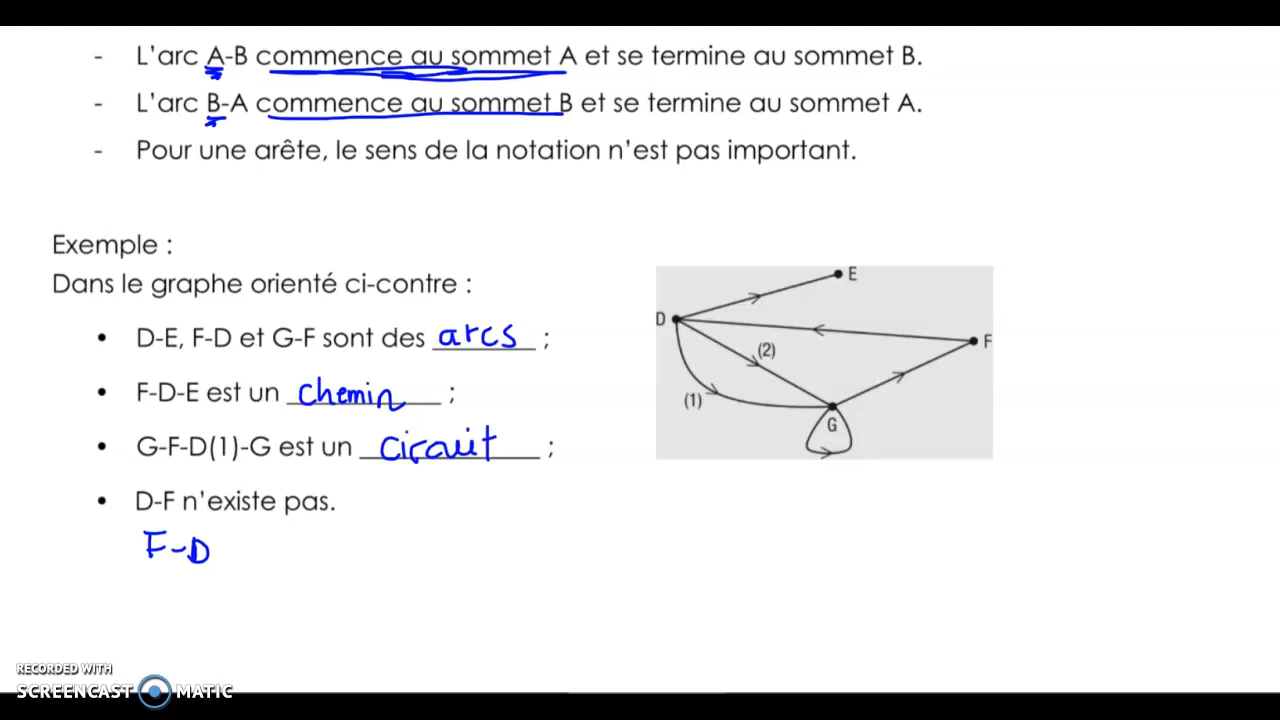 - L'arc A-B commence au sommet A et se termine au sommet B.
- L'arc B-A commence au sommet B et se termine au sommet A.
- Pour une arête, le sens de la notation n'est pas important.
Exemple :
Dans le graphe orienté ci-contre :
• D-E, F-D et G-F sont des arcs ;
• F-D-E est un chemin ;
• G-F-D(1)-G est un circuit ;
• D-F n'existe pas.
F-D
E
D
F
(2)
(1)
G
RECORDED WITH
SCREENCAST MATIC